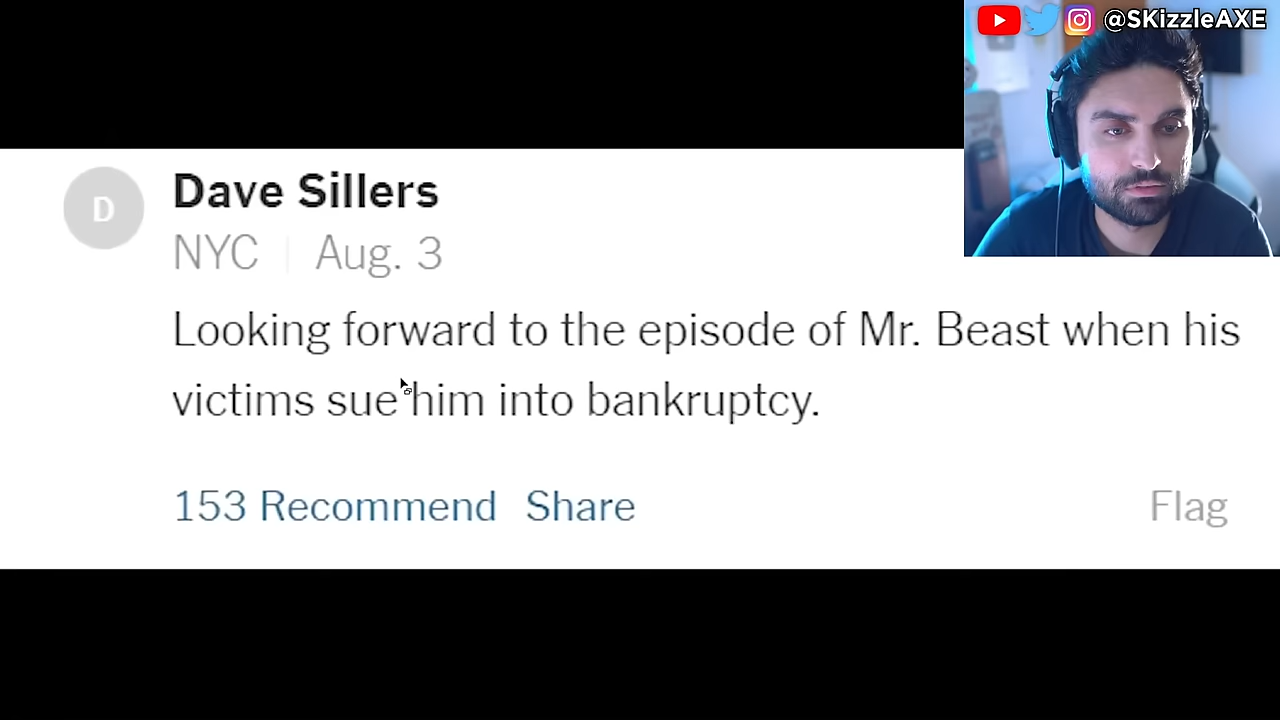 @SKizzleAXE
D
Dave Sillers
NYC | Aug. 3
Looking forward to the episode of Mr. Beast when his
victims sue him into bankruptcy.
153 Recommend Share Flag